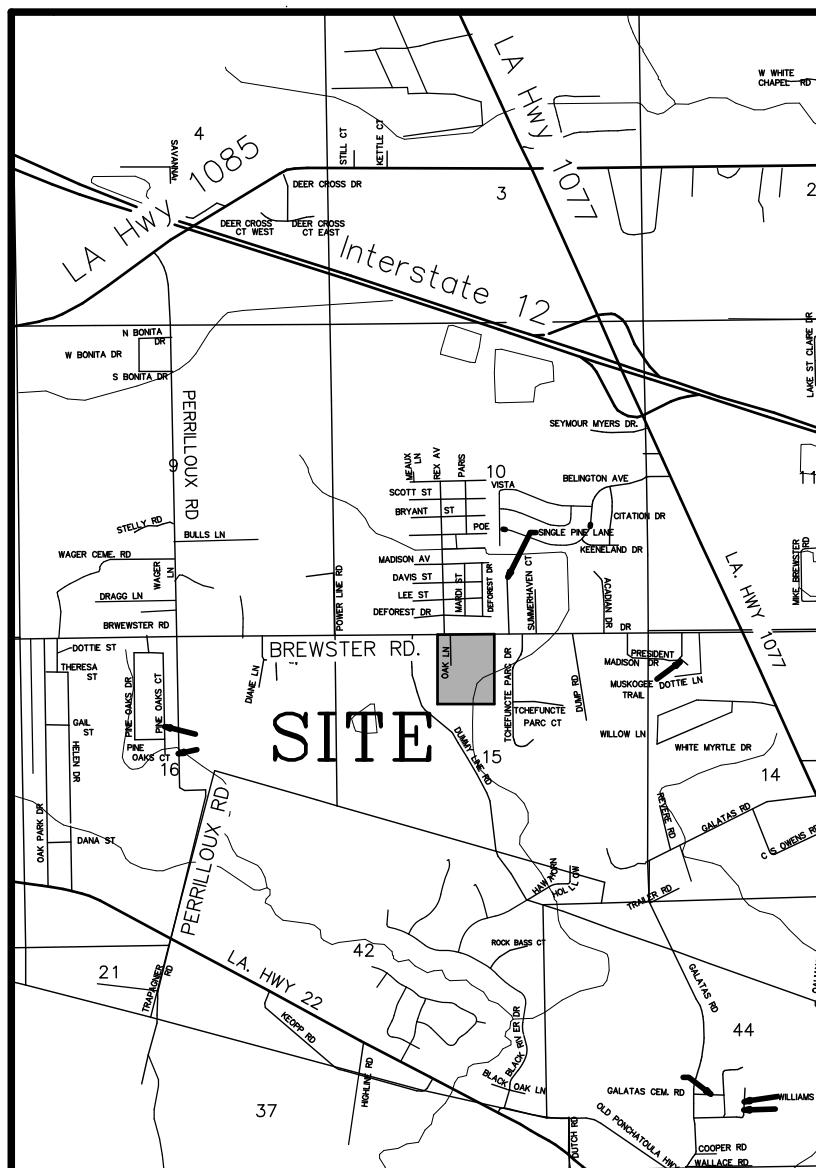 W WHITE
CHAPEL RD
LA Hwy 1077
4
SAVANNAH
STILL CT
KETTLE CT
LA Hwy 1085
DEER CROSS DR
3
2
DEER CROSS
CT WEST
DEER CROSS
CT EAST
Interstate 12
N BONITA
DR
W BONITA DR
S BONITA DR
LAKE ST CLAIRE DR
PERRILLOUX RD
SEYMOUR MYERS DR.
9
MEAUX
LN
REX AV
PARIS
10
VISTA
BELINGTON AVE
11
SCOTT ST
BRYANT ST
POE
CITATION DR
STELLY RD
BULLS LN
SINGLE PINE LANE
KEENELAND DR
WAGER CEME. RD
WAGER
LN
POWER LINE RD
MADISON AV
DAVIS ST
LEE ST
DEFOREST DR
MARDI ST
DEFOREST DR
SUMMERHAVEN CT
ACADIAN DR
DR
LA. HWY 1077
MIKE BREWSTER
RD
DRAGG LN
BRWEWSTER RD
BREWSTER RD.
DOTTIE ST
THERESA
ST
PINE OAKS DR
PINE OAKS CT
DIANE LN
OAK LN
TCHEFUNCTE PARC DR
DUMP RD
PRESIDENT
MADISON DR
MUSKOGEE
TRAIL
DOTTIE LN
TCHEFUNCTE
PARC CT
GAIL
ST
HELEN DR
PINE
OAKS CT
16
SITE
DUMMY LINE RD
15
WILLOW LN
WHITE MYRTLE DR
14
OAK PARK DR
DANA ST
PERRILLOUX RD
REVERE RD
GALATAS RD
C S OWENS RD
HAWTHORN
HOLLOW
TRAILER RD
42
ROCK BASS CT
21
TRAPAGNIER
RD
LA. HWY 22
GALATAS RD
KEOPP RD
BLACK RIVER DR
44
HIGHLINE RD
BLACK OAK LN
GALATAS CEM. RD
WILLIAMS
37
DUTCH RD
OLD PONCHATOULA HWY
COOPER RD
WALLACE RD